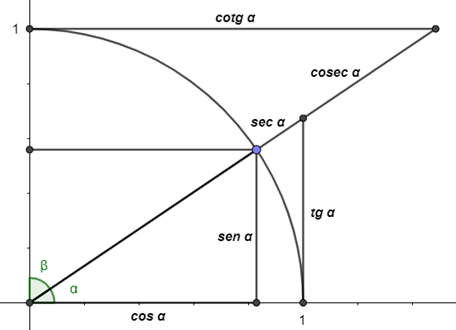 cotg α
1
cosec α
sec α
tg α
sen α
β
α
cos α
1